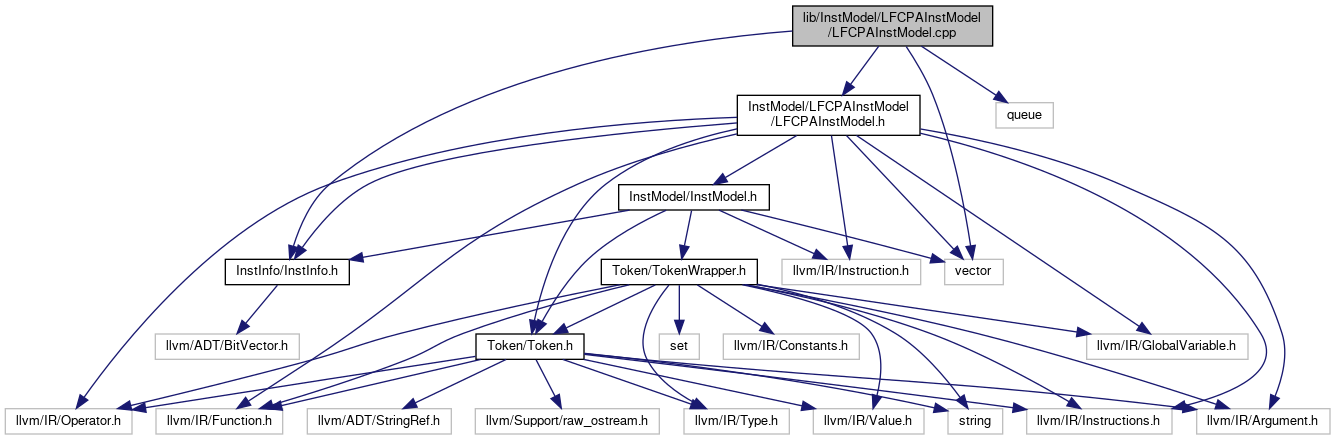 lib/InstModel/LFCPAInstModel
/LFCPAInstModel.cpp
InstModel/LFCPAInstModel
/LFCPAInstModel.h
queue
InstModel/InstModel.h
InstInfo/InstInfo.h
Token/TokenWrapper.h
llvm/IR/Instruction.h
vector
llvm/ADT/BitVector.h
Token/Token.h
set
llvm/IR/Constants.h
llvm/IR/GlobalVariable.h
llvm/IR/Operator.h
llvm/IR/Function.h
llvm/ADT/StringRef.h
llvm/Support/raw_ostream.h
llvm/IR/Type.h
llvm/IR/Value.h
string
llvm/IR/Instructions.h
llvm/IR/Argument.h